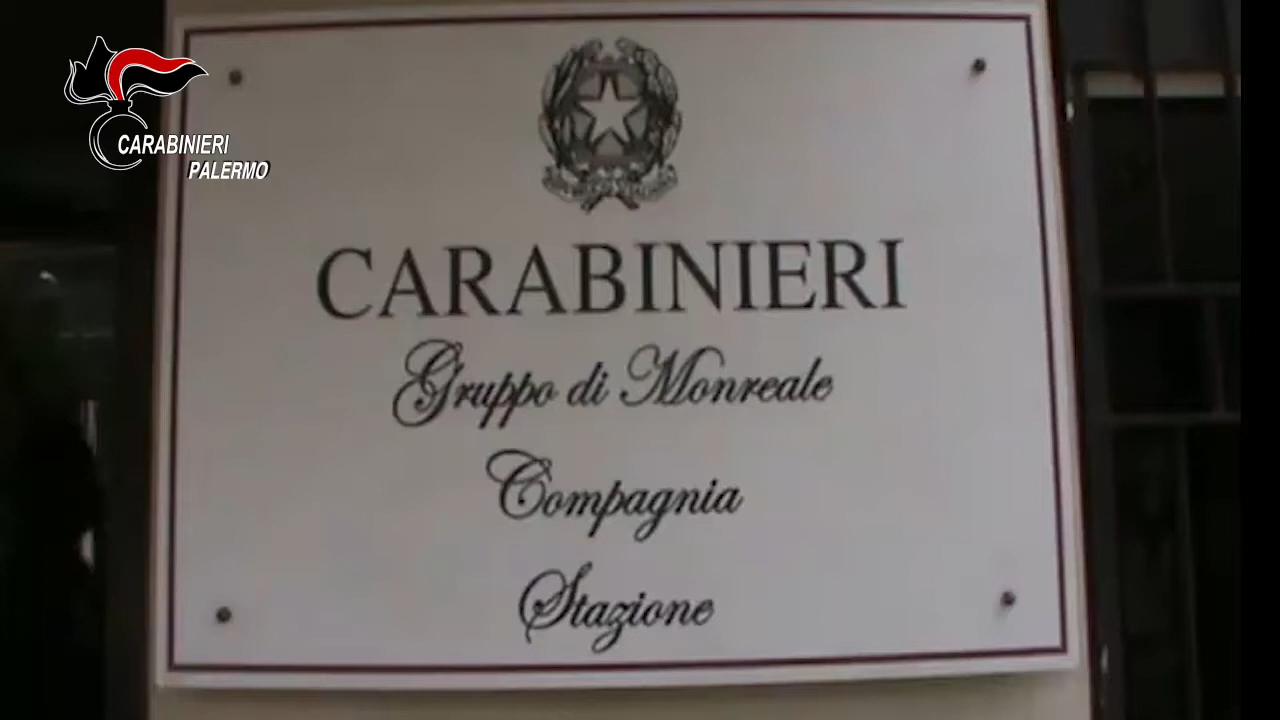 CARABINIERI
PALERMO
CARABINIERI
Gruppo di Monreale
Compagnia
Stazione